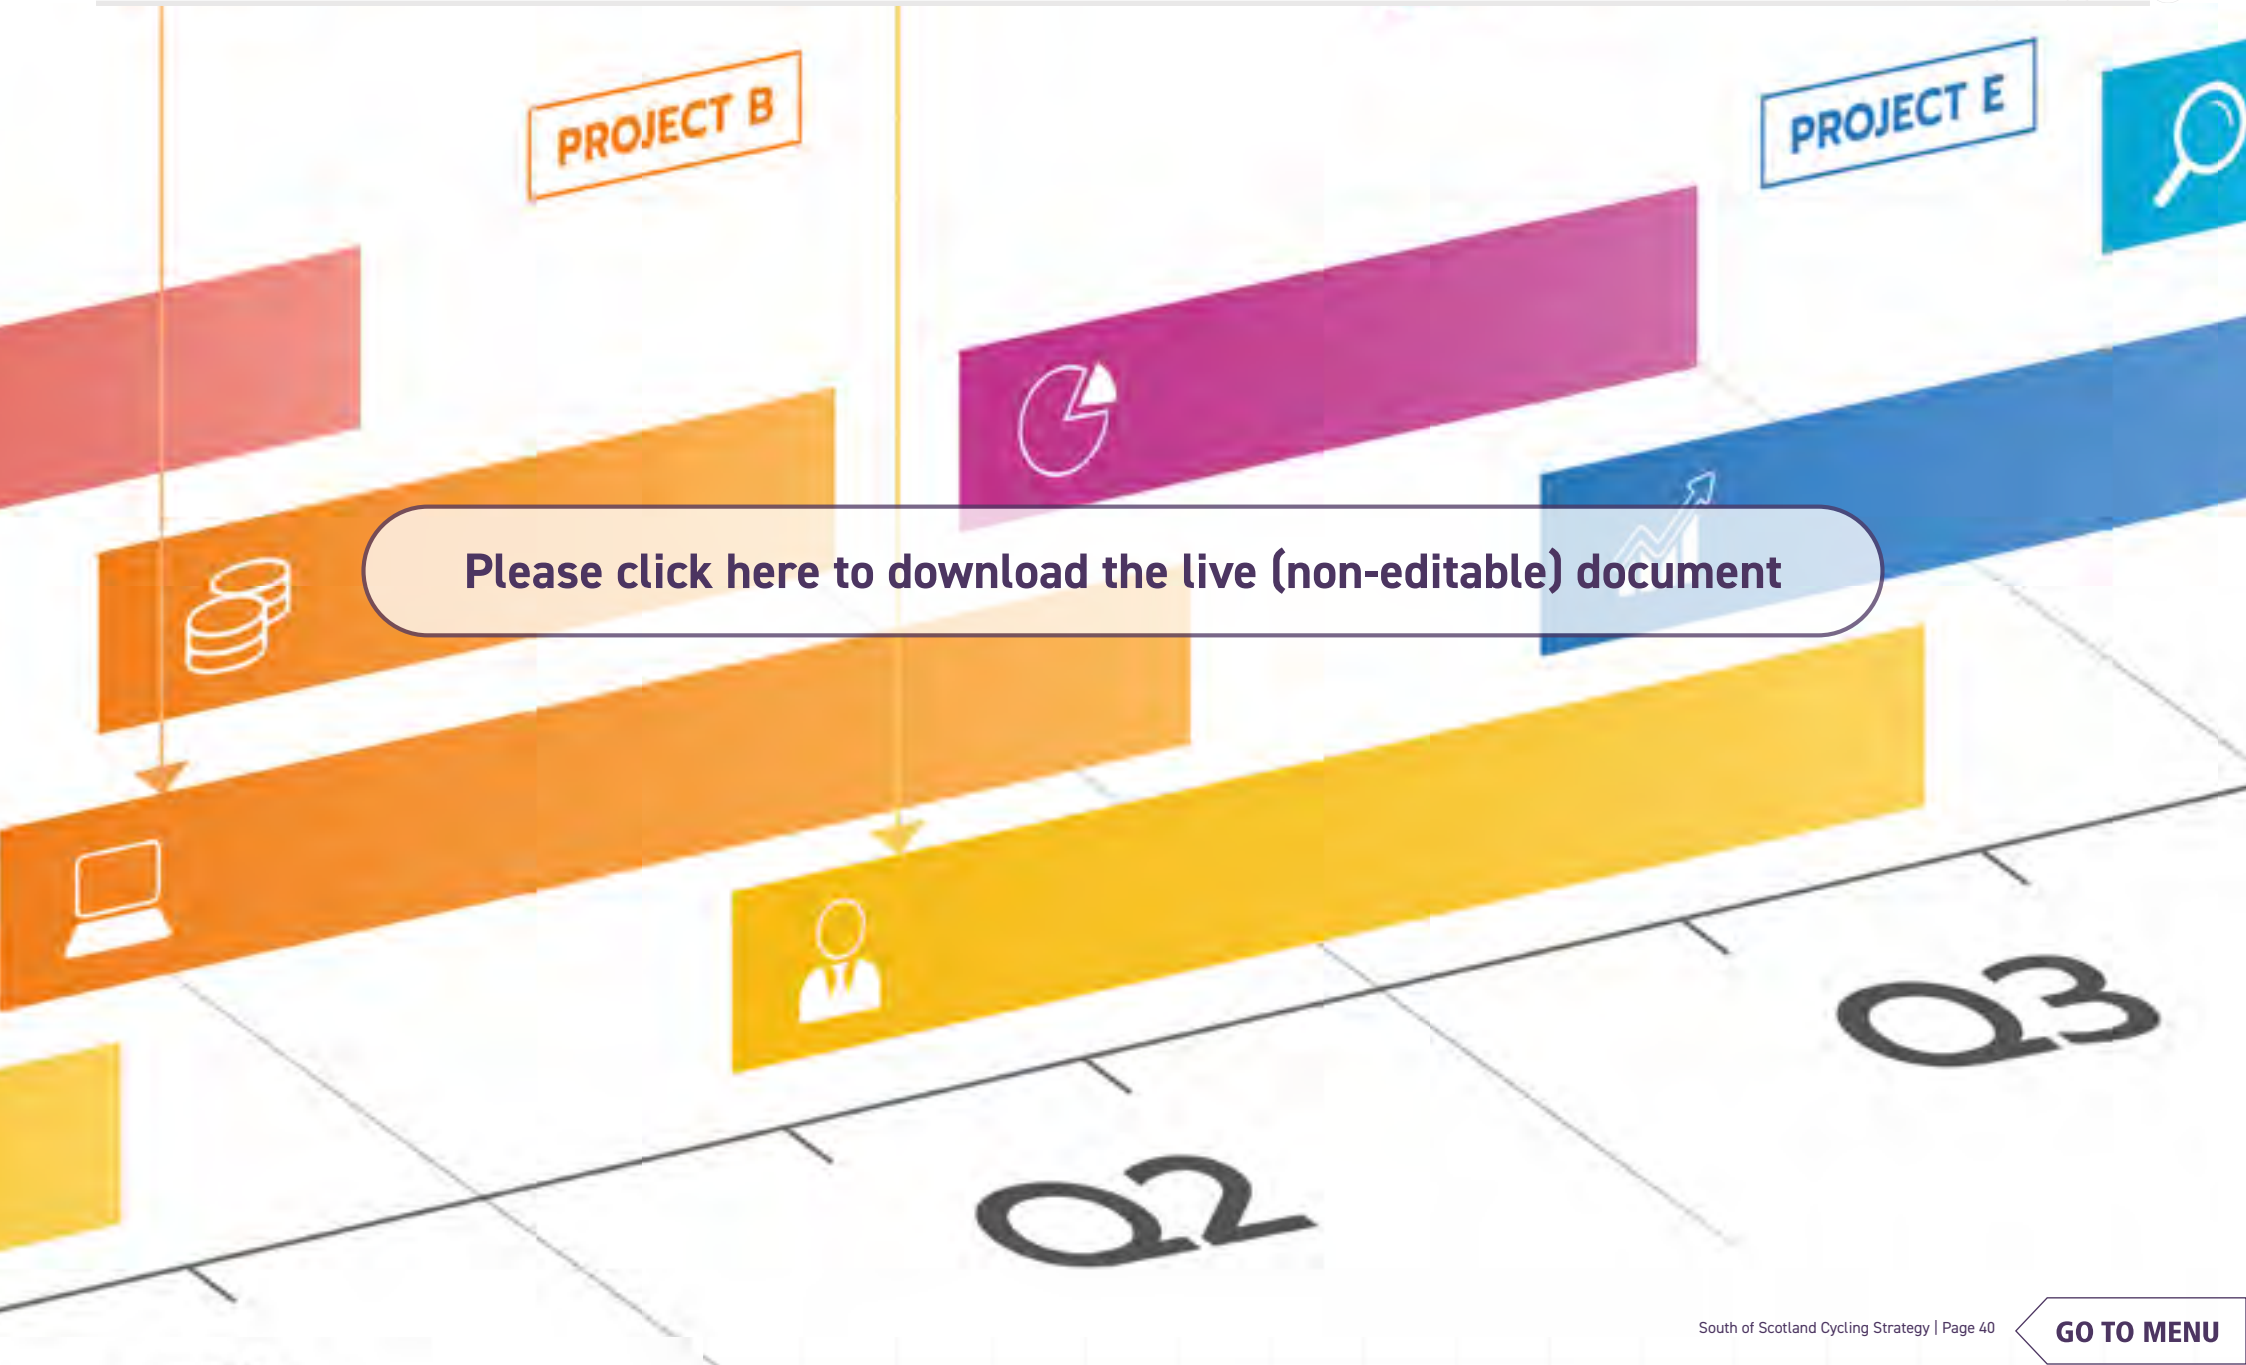 PROJECT B
PROJECT E
Please click here to download the live (non-editable) document
Q3
Q2
South of Scotland Cycling Strategy | Page 40
GO TO MENU